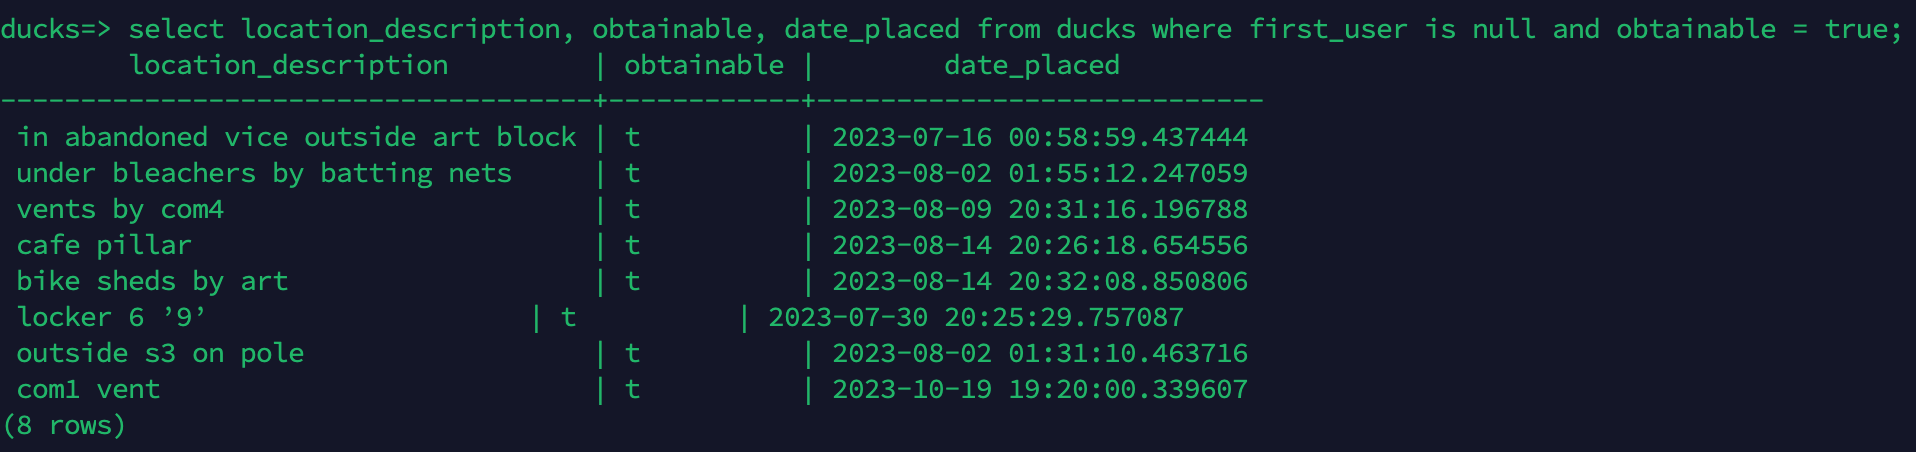 ducks=> select location_description, obtainable, date_placed from ducks where first_user is null and obtainable = true;
        location_description         | obtainable |        date_placed
-------------------------------------+------------+----------------------------
 in abandoned vice outside art block | t          | 2023-07-16 00:58:59.437444
 under bleachers by batting nets     | t          | 2023-08-02 01:55:12.247059
 vents by com4                       | t          | 2023-08-09 20:31:16.196788
 cafe pillar                         | t          | 2023-08-14 20:26:18.654556
 bike sheds by art                   | t          | 2023-08-14 20:32:08.850806
 locker 6 ’9’                    | t          | 2023-07-30 20:25:29.757087
 outside s3 on pole                  | t          | 2023-08-02 01:31:10.463716
 com1 vent                           | t          | 2023-10-19 19:20:00.339607
(8 rows)